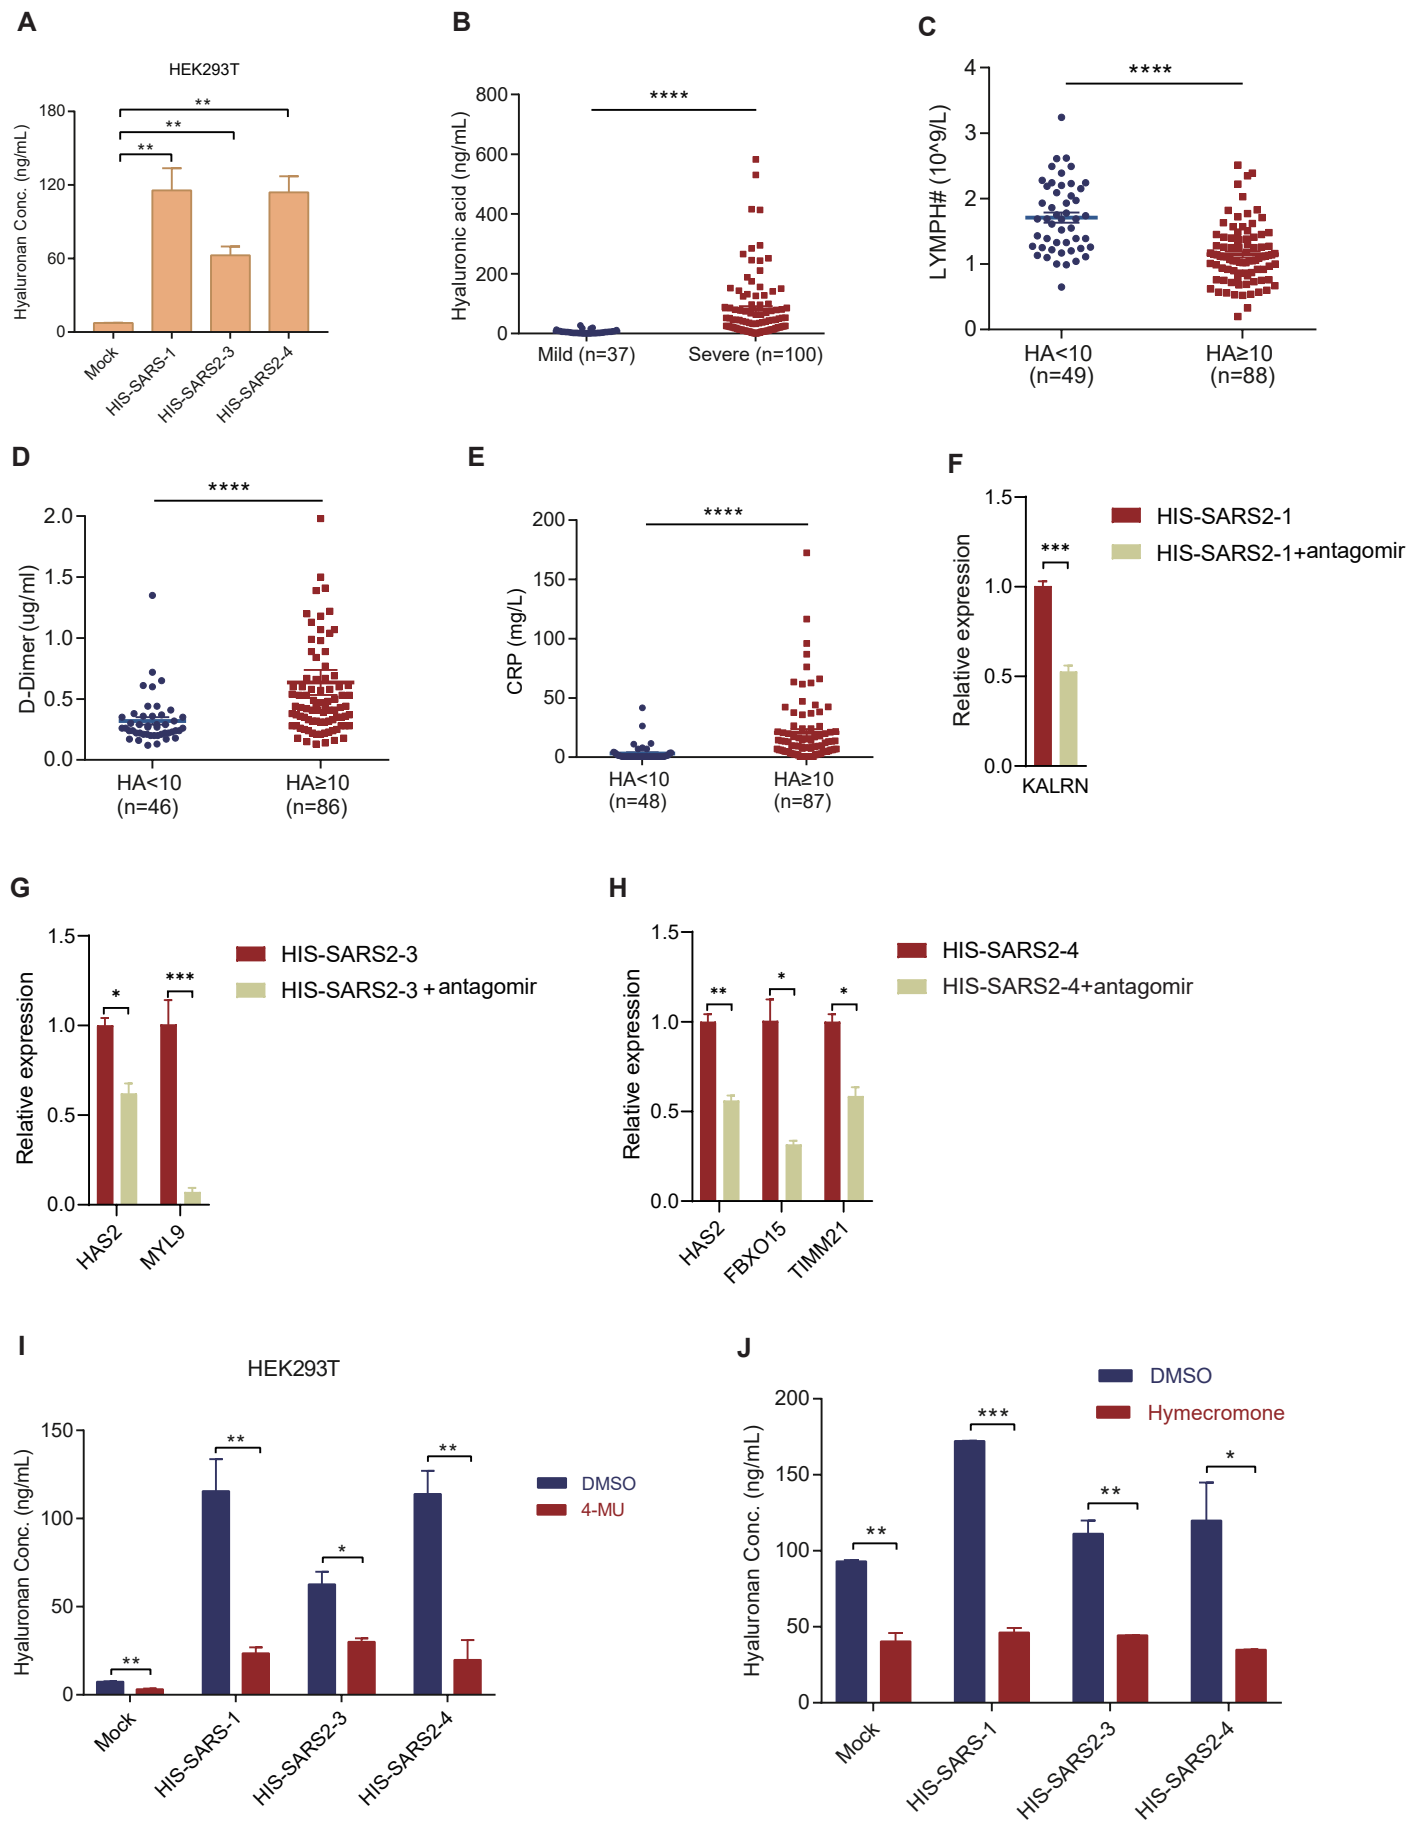 A
HEK293T
Hyaluronan Conc. (ng/mL)
180
120
60
0
**
**
**
Mock
HIS-SARS-1
HIS-SARS2-3
HIS-SARS2-4
B
Hyaluronic acid (ng/mL)
800
600
400
200
0
****
Mild (n=37)
Severe (n=100)
C
LYMPH# (10^9/L)
4
3
2
1
0
****
HA<10
(n=49)
HA≥10
(n=88)
D
D-Dimer (ug/ml)
2.0
1.5
1.0
0.5
0.0
****
HA<10
(n=46)
HA≥10
(n=86)
E
CRP (mg/L)
200
150
100
50
0
****
HA<10
(n=48)
HA≥10
(n=87)
F
Relative expression
1.5
1.0
0.5
0.0
***
KALRN
HIS-SARS2-1
HIS-SARS2-1+antagomir
G
Relative expression
1.5
1.0
0.5
0.0
*
***
HAS2
MYL9
HIS-SARS2-3
HIS-SARS2-3 + antagomir
H
Relative expression
1.5
1.0
0.5
0.0
**
*
*
HAS2
FBXO15
TIMM21
HIS-SARS2-4
HIS-SARS2-4+antagomir
I
HEK293T
Hyaluronan Conc. (ng/mL)
150
100
50
0
**
**
*
**
Mock
HIS-SARS-1
HIS-SARS2-3
HIS-SARS2-4
DMSO
4-MU
J
Hyaluronan Conc. (ng/mL)
200
150
100
50
0
**
***
**
*
Mock
HIS-SARS-1
HIS-SARS2-3
HIS-SARS2-4
DMSO
Hymecromone